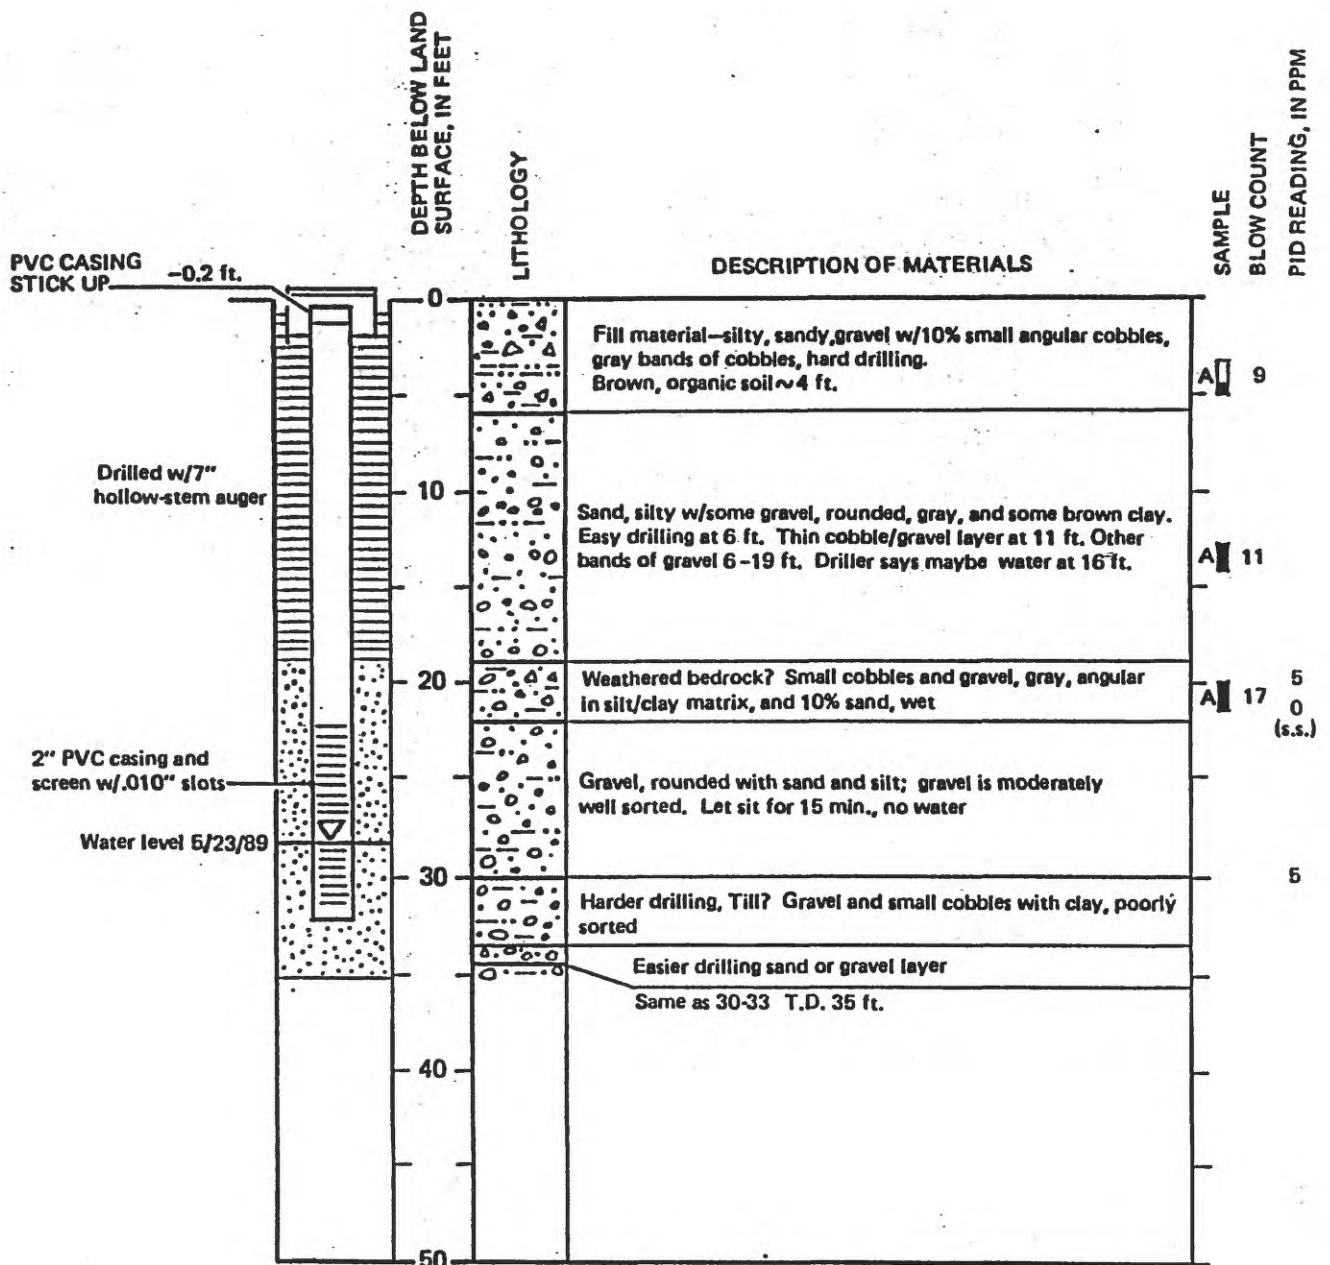 DEPTH BELOW LAND
SURFACE, IN FEET
LITHOLOGY
DESCRIPTION OF MATERIALS
SAMPLE
BLOW COUNT
PID READING, IN PPM
PVC CASING
STICK UP
-0.2 ft.
0
Fill material—silty, sandy,gravel w/10% small angular cobbles,
gray bands of cobbles, hard drilling.
Brown, organic soil~4 ft.
A 9
Drilled w/7"
hollow-stem auger
10
Sand, silty w/some gravel, rounded, gray, and some brown clay.
Easy drilling at 6 ft. Thin cobble/gravel layer at 11 ft. Other
bands of gravel 6-19 ft. Driller says maybe water at 16 ft.
A 11
20
Weathered bedrock? Small cobbles and gravel, gray, angular
in silt/clay matrix, and 10% sand, wet
A 17
5
0
(s.s.)
2" PVC casing and
screen w/.010" slots
Gravel, rounded with sand and silt; gravel is moderately
well sorted. Let sit for 15 min., no water
Water level 5/23/89
30
5
Harder drilling, Till? Gravel and small cobbles with clay, poorly
sorted
Easier drilling sand or gravel layer
Same as 30-33 T.D. 35 ft.
40
50